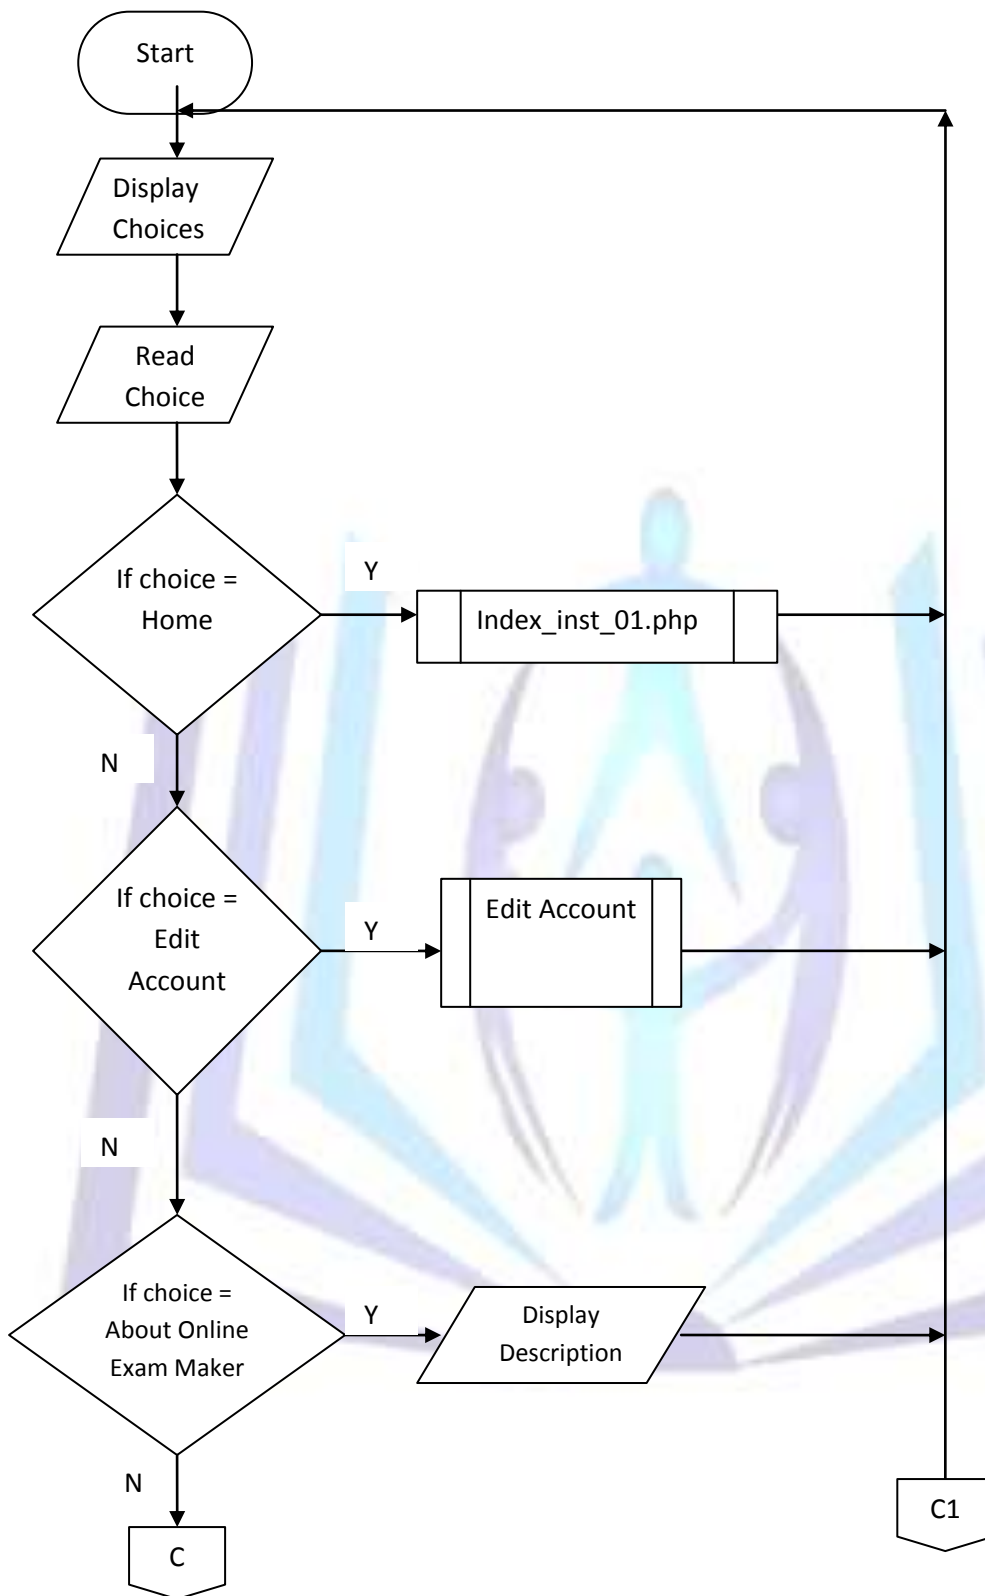 Start
Display
Choices
Read
Choice
If choice =
Home
Y
Index_inst_01.php
N
If choice =
Edit
Account
Y
Edit Account
N
If choice =
About Online
Exam Maker
Y
Display
Description
N
C
C1